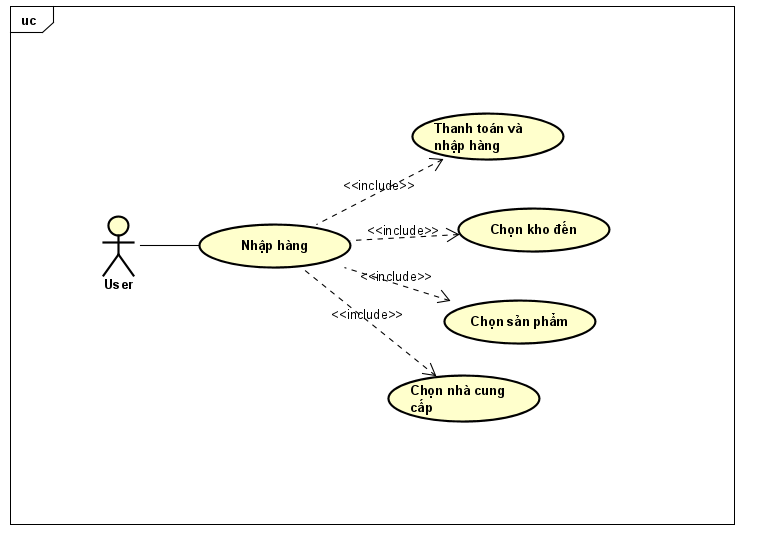 uc
Thanh toán và
nhập hàng
<<include>>
<<include>>
Chọn kho đến
Nhập hàng
<<include>>
User
<<include>>
Chọn sản phẩm
Chọn nhà cung
cấp